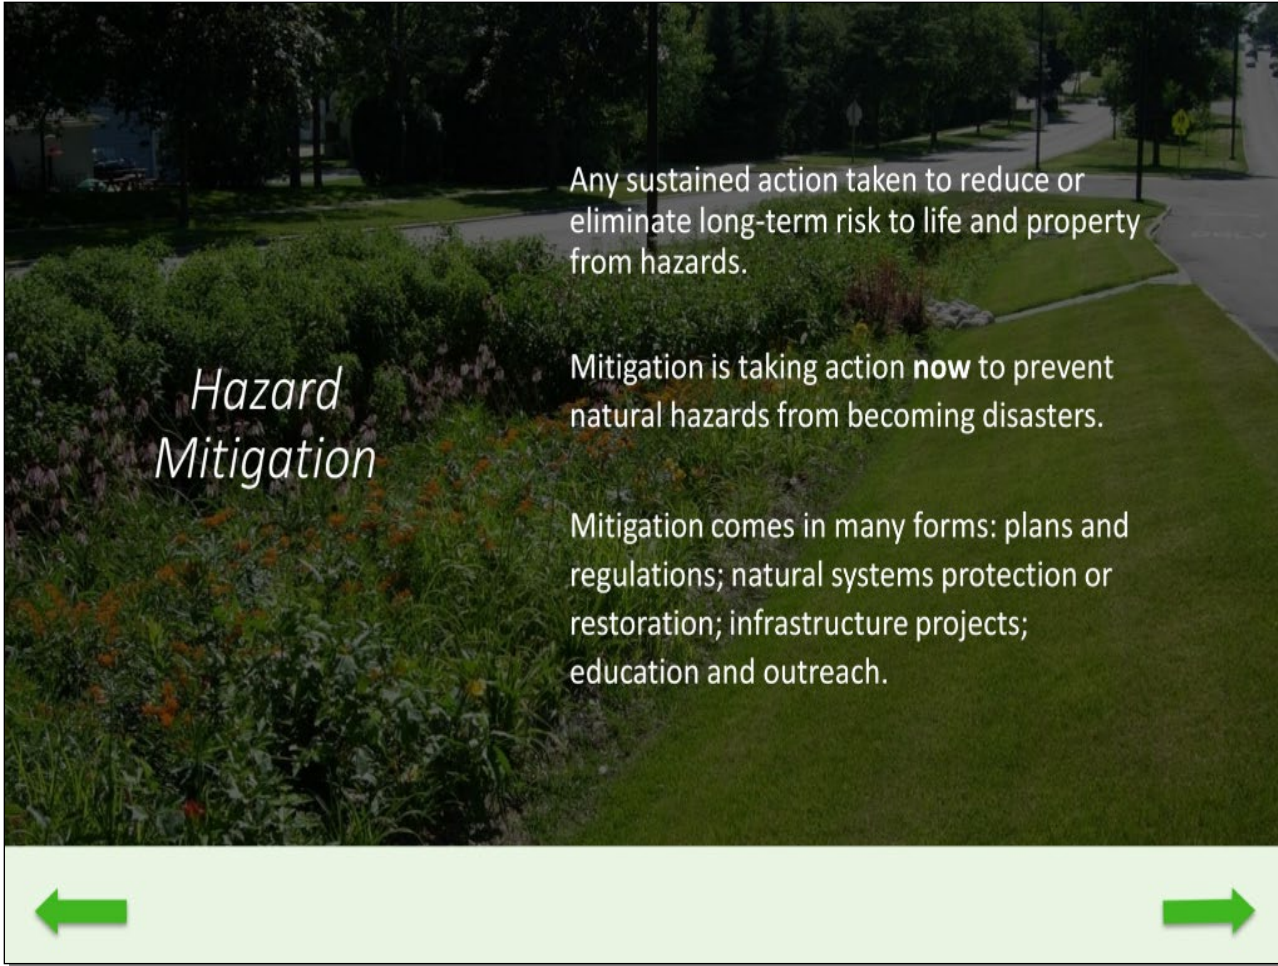 Hazard
Mitigation
Any sustained action taken to reduce or
eliminate long-term risk to life and property
from hazards.
Mitigation is taking action now to prevent
natural hazards from becoming disasters.
Mitigation comes in many forms: plans and
regulations; natural systems protection or
restoration; infrastructure projects;
education and outreach.
ONLY